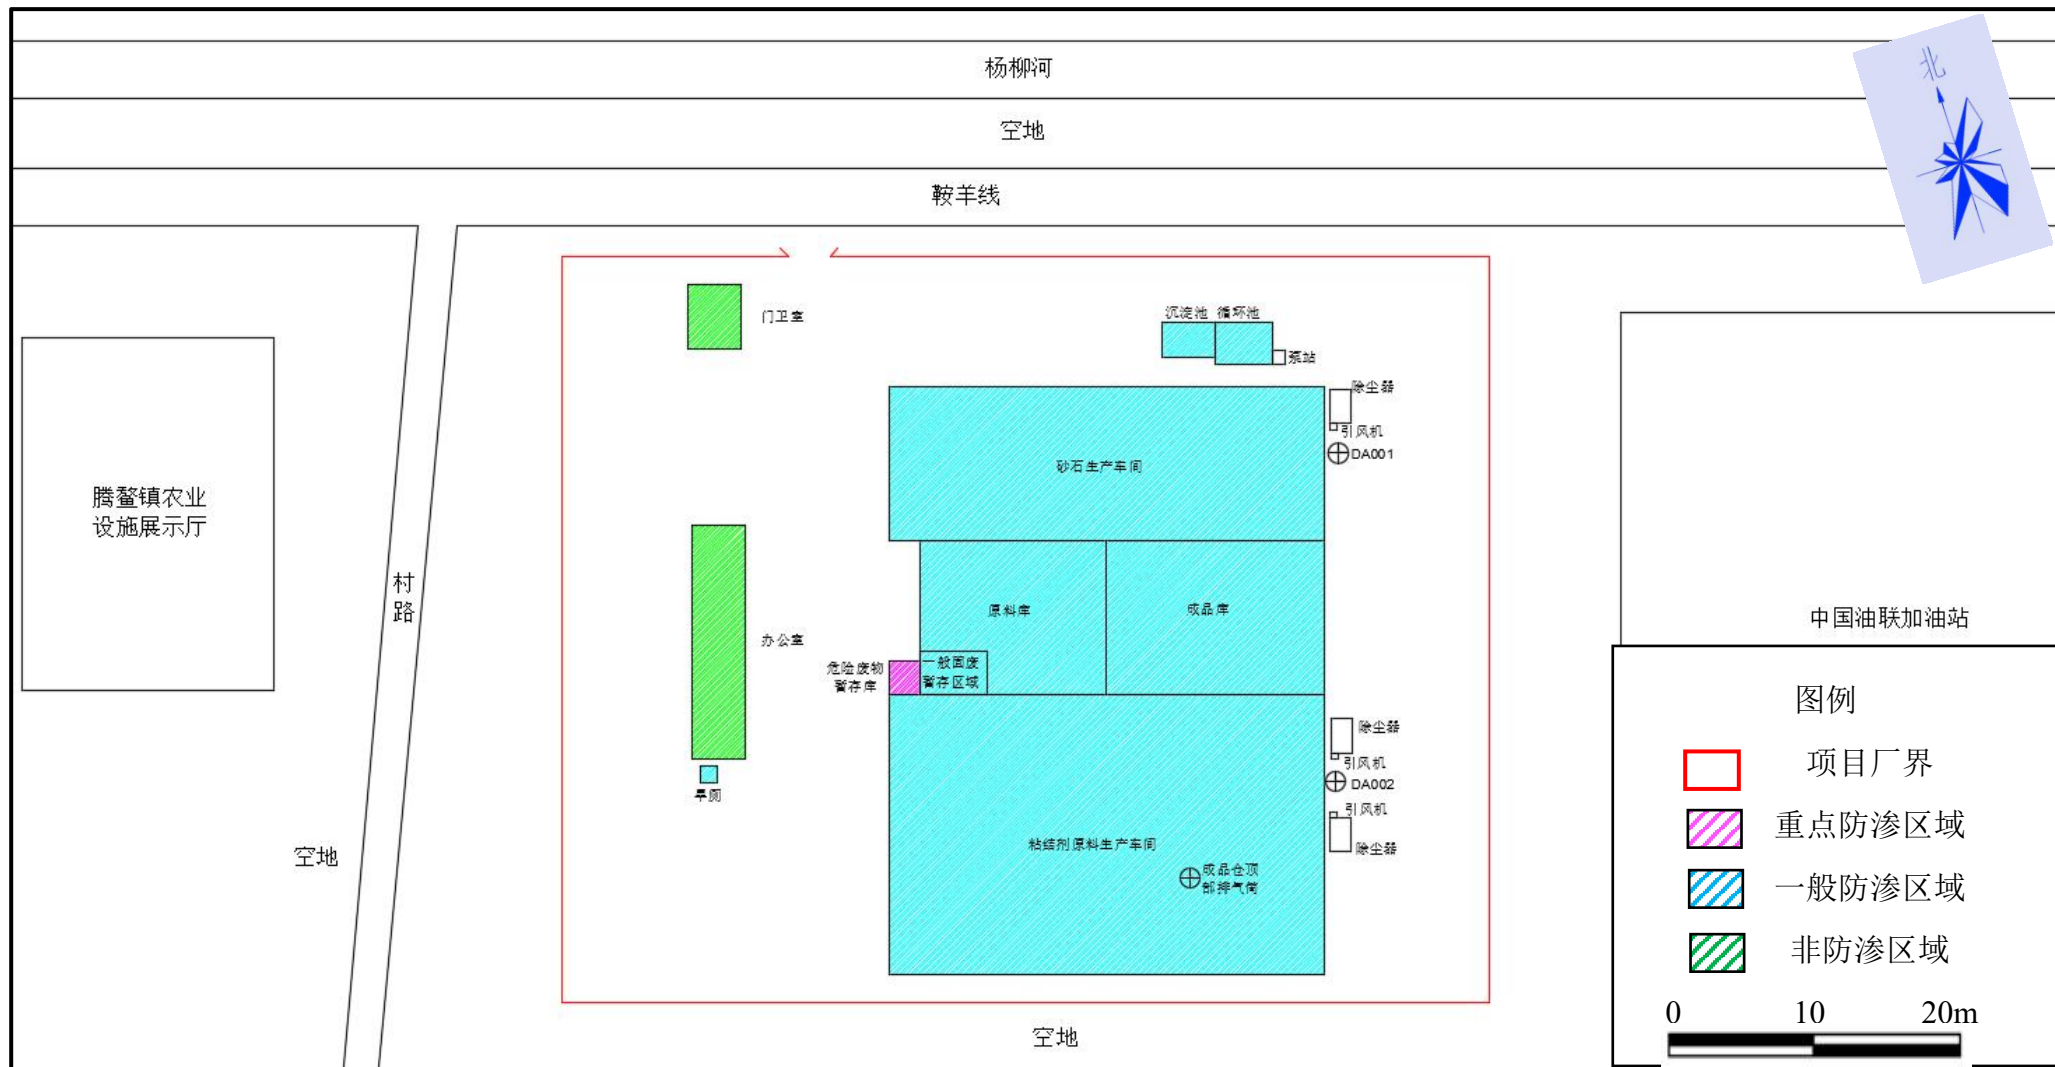 杨柳河
北
空地
鞍羊线
门卫室
沉淀池 循环池
泵站
除尘器
引风机
DA001
砂石生产车间
腾鳌镇农业
设施展示厅
村
路
原料库
成品库
中国油联加油站
办公室
危险废物
暂存库
一般固废
暂存区域
除尘器
引风机
DA002
引风机
除尘器
旱厕
粘结剂原料生产车间
成品仓顶
部排气筒
空地
空地
图例
项目厂界
重点防渗区域
一般防渗区域
非防渗区域
0 10 20m